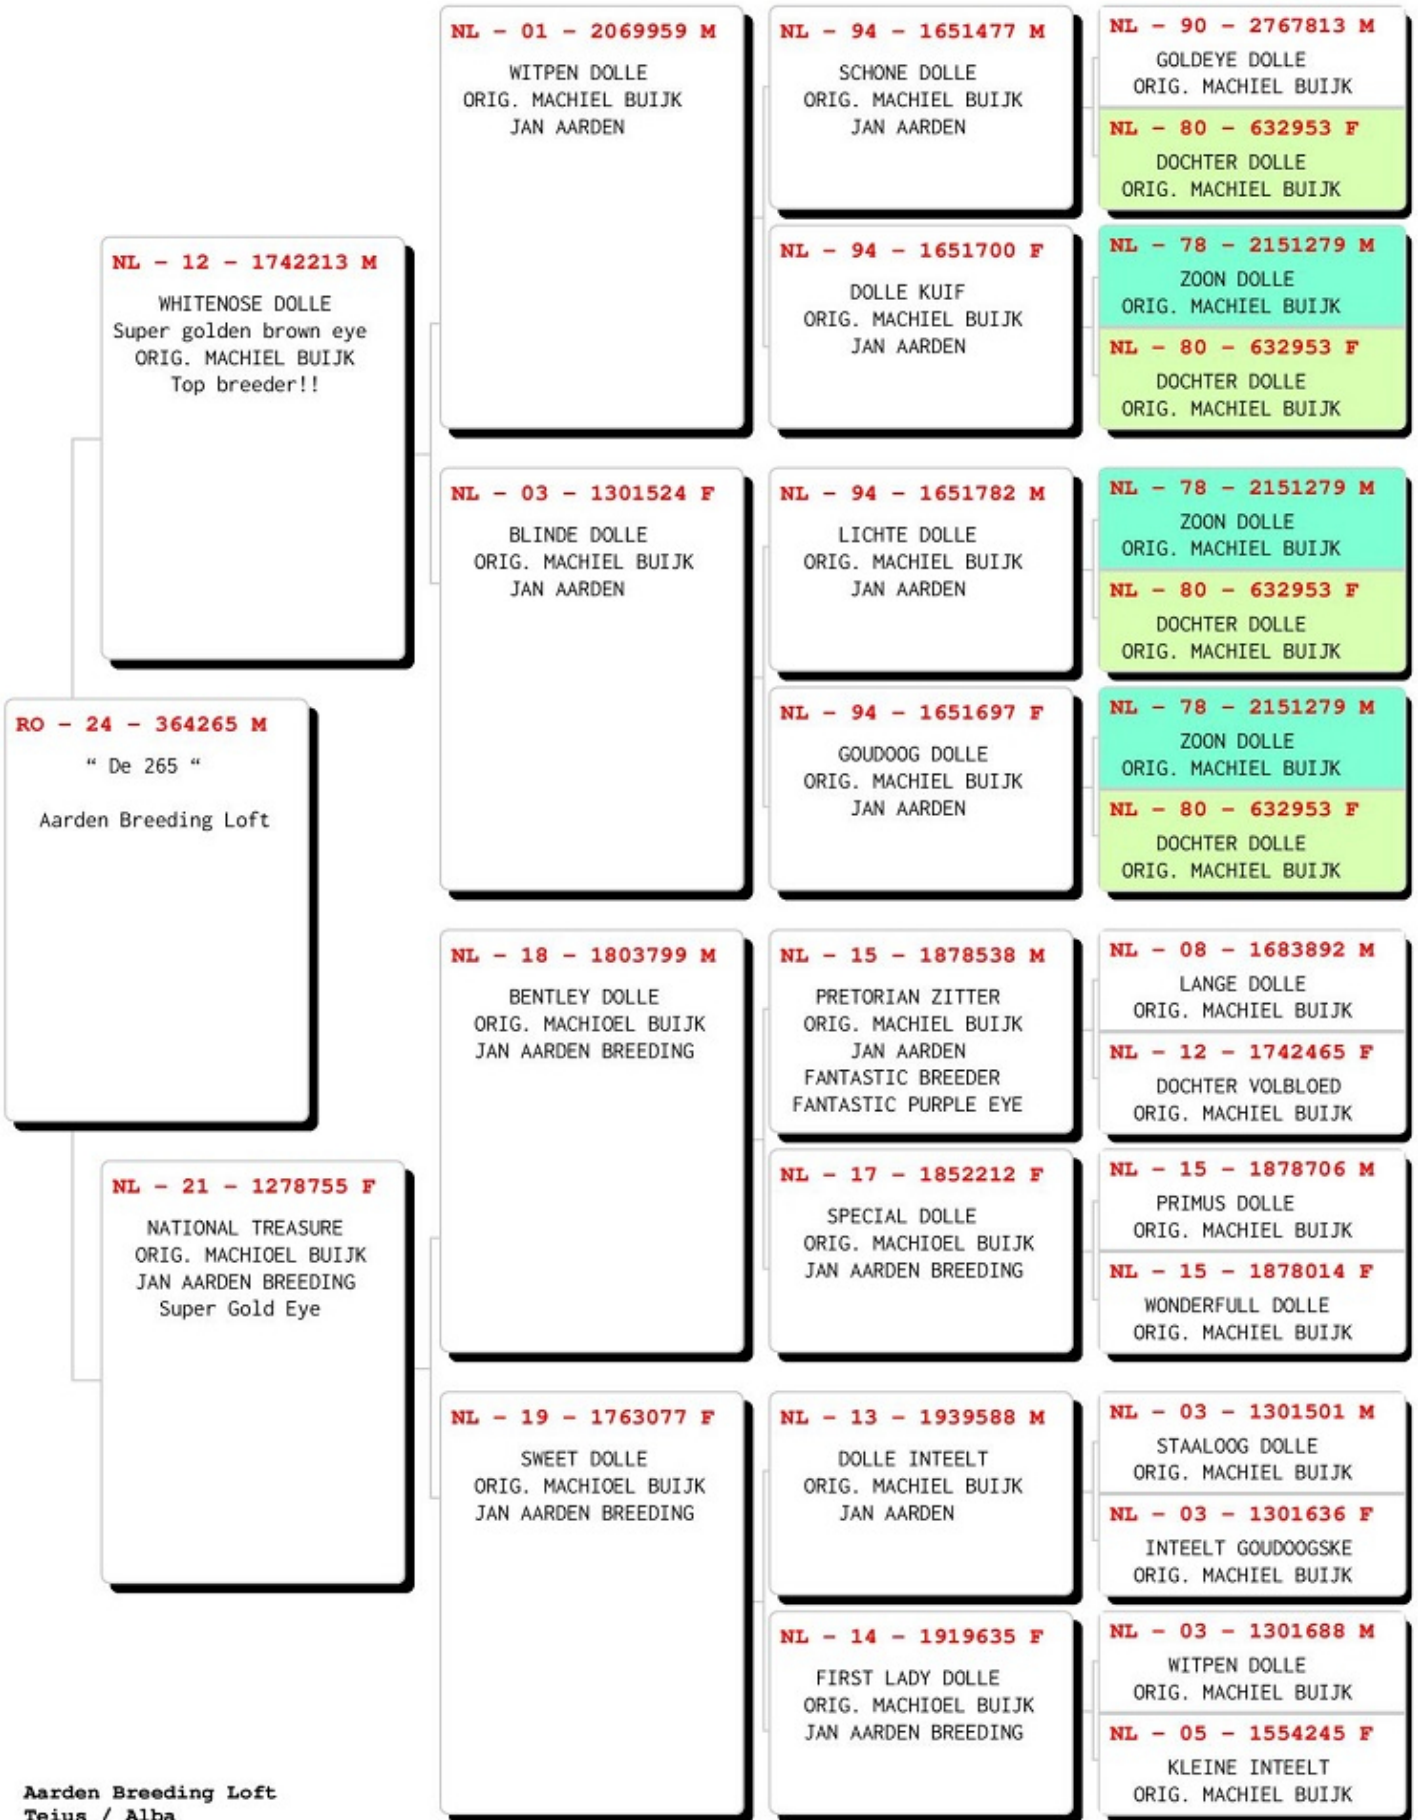 NL - 01 - 2069959 M
WITPEN DOLLE
ORIG. MACHIEL BUIJK
JAN AARDEN
NL - 94 - 1651477 M
SCHONE DOLLE
ORIG. MACHIEL BUIJK
JAN AARDEN
NL - 90 - 2767813 M
GOLDEYE DOLLE
ORIG. MACHIEL BUIJK
NL - 80 - 632953 F
DOCHTER DOLLE
ORIG. MACHIEL BUIJK
NL - 94 - 1651700 F
DOLLE KUIF
ORIG. MACHIEL BUIJK
JAN AARDEN
NL - 78 - 2151279 M
ZOON DOLLE
ORIG. MACHIEL BUIJK
NL - 80 - 632953 F
DOCHTER DOLLE
ORIG. MACHIEL BUIJK
NL - 12 - 1742213 M
WHITENOSE DOLLE
Super golden brown eye
ORIG. MACHIEL BUIJK
Top breeder!!
NL - 03 - 1301524 F
BLINDE DOLLE
ORIG. MACHIEL BUIJK
JAN AARDEN
NL - 94 - 1651782 M
LICHTE DOLLE
ORIG. MACHIEL BUIJK
JAN AARDEN
NL - 78 - 2151279 M
ZOON DOLLE
ORIG. MACHIEL BUIJK
NL - 80 - 632953 F
DOCHTER DOLLE
ORIG. MACHIEL BUIJK
NL - 94 - 1651697 F
GOUDOOG DOLLE
ORIG. MACHIEL BUIJK
JAN AARDEN
NL - 78 - 2151279 M
ZOON DOLLE
ORIG. MACHIEL BUIJK
NL - 80 - 632953 F
DOCHTER DOLLE
ORIG. MACHIEL BUIJK
RO - 24 - 364265 M
“ De 265 “
Aarden Breeding Loft
NL - 18 - 1803799 M
BENTLEY DOLLE
ORIG. MACHIOEL BUIJK
JAN AARDEN BREEDING
NL - 15 - 1878538 M
PRETORIAN ZITTER
ORIG. MACHIEL BUIJK
JAN AARDEN
FANTASTIC BREEDER
FANTASTIC PURPLE EYE
NL - 08 - 1683892 M
LANGE DOLLE
ORIG. MACHIEL BUIJK
NL - 12 - 1742465 F
DOCHTER VOLBLOED
ORIG. MACHIEL BUIJK
NL - 17 - 1852212 F
SPECIAL DOLLE
ORIG. MACHIOEL BUIJK
JAN AARDEN BREEDING
NL - 15 - 1878706 M
PRIMUS DOLLE
ORIG. MACHIEL BUIJK
NL - 15 - 1878014 F
WONDERFULL DOLLE
ORIG. MACHIEL BUIJK
NL - 21 - 1278755 F
NATIONAL TREASURE
ORIG. MACHIOEL BUIJK
JAN AARDEN BREEDING
Super Gold Eye
NL - 19 - 1763077 F
SWEET DOLLE
ORIG. MACHIOEL BUIJK
JAN AARDEN BREEDING
NL - 13 - 1939588 M
DOLLE INTEELT
ORIG. MACHIEL BUIJK
JAN AARDEN
NL - 03 - 1301501 M
STAALOOG DOLLE
ORIG. MACHIEL BUIJK
NL - 03 - 1301636 F
INTEELT GOUDOOGSKE
ORIG. MACHIEL BUIJK
NL - 14 - 1919635 F
FIRST LADY DOLLE
ORIG. MACHIOEL BUIJK
JAN AARDEN BREEDING
NL - 03 - 1301688 M
WITPEN DOLLE
ORIG. MACHIEL BUIJK
NL - 05 - 1554245 F
KLEINE INTEELT
ORIG. MACHIEL BUIJK
Aarden Breeding Loft
Teius / Alba